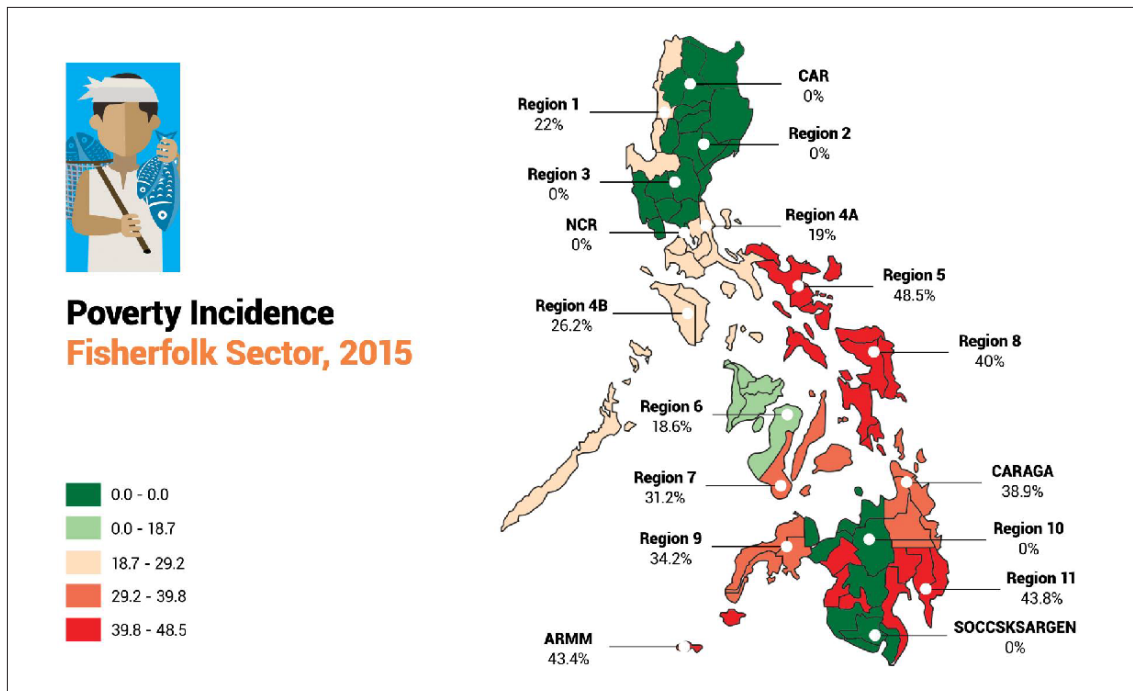 Poverty Incidence
Fisherfolk Sector, 2015
0.0 - 0.0
0.0 - 18.7
18.7 - 29.2
29.2 - 39.8
39.8 - 48.5
CAR
0%
Region 1
22%
Region 2
0%
Region 3
0%
Region 4A
19%
NCR
0%
Region 5
48.5%
Region 4B
26.2%
Region 8
40%
Region 6
18.6%
Region 7
31.2%
CARAGA
38.9%
Region 10
0%
Region 9
34.2%
Region 11
43.8%
SOCCSKSARGEN
0%
ARMM
43.4%